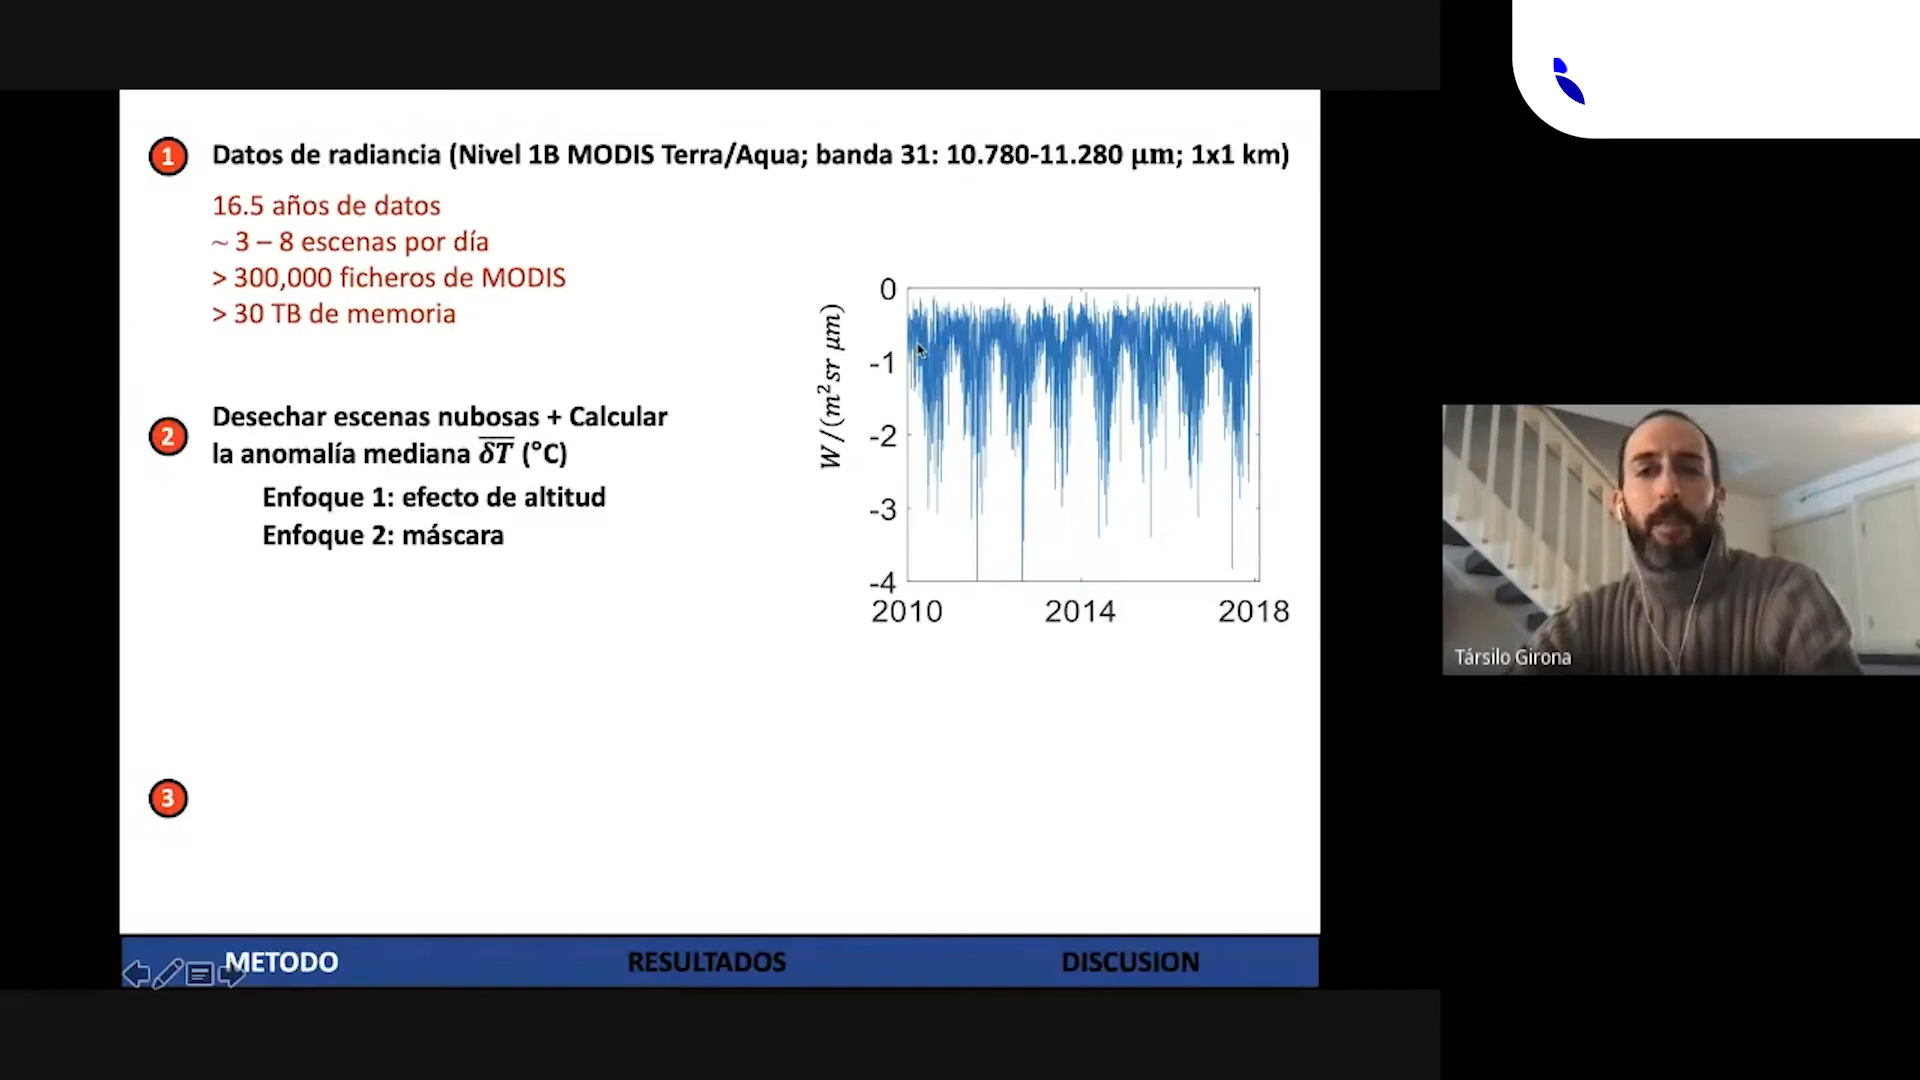 1 Datos de radiancia (Nivel 1B MODIS Terra/Aqua; banda 31: 10.780-11.280 μm; 1x1 km)
16.5 años de datos
~ 3 – 8 escenas por día
> 300,000 ficheros de MODIS
> 30 TB de memoria
2 Desechar escenas nubosas + Calcular
la anomalía mediana \overline{δT} (°C)
Enfoque 1: efecto de altitud
Enfoque 2: máscara
W/(m² sr μm)
0
-1
-2
-3
-4
2010 2014 2018
3
METODO RESULTADOS DISCUSION
Társilo Girona